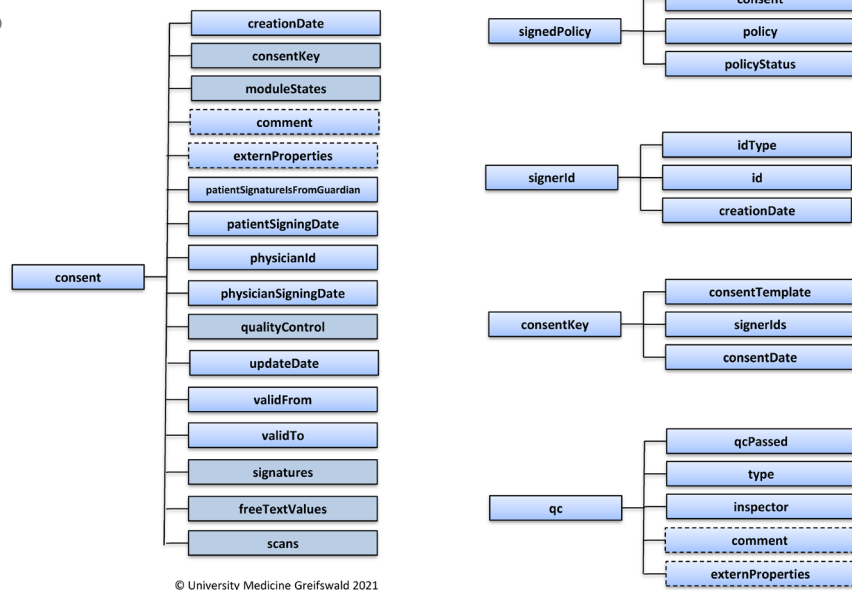 creationDate
consentKey
moduleStates
comment
externProperties
patientSignatureIsFromGuardian
patientSigningDate
physicianId
consent
physicianSigningDate
qualityControl
updateDate
validFrom
validTo
signatures
freeTextValues
scans
© University Medicine Greifswald 2021
consent
signedPolicy
policy
policyStatus
idType
signerId
id
creationDate
consentTemplate
consentKey
signerIds
consentDate
qcPassed
type
qc
inspector
comment
externProperties